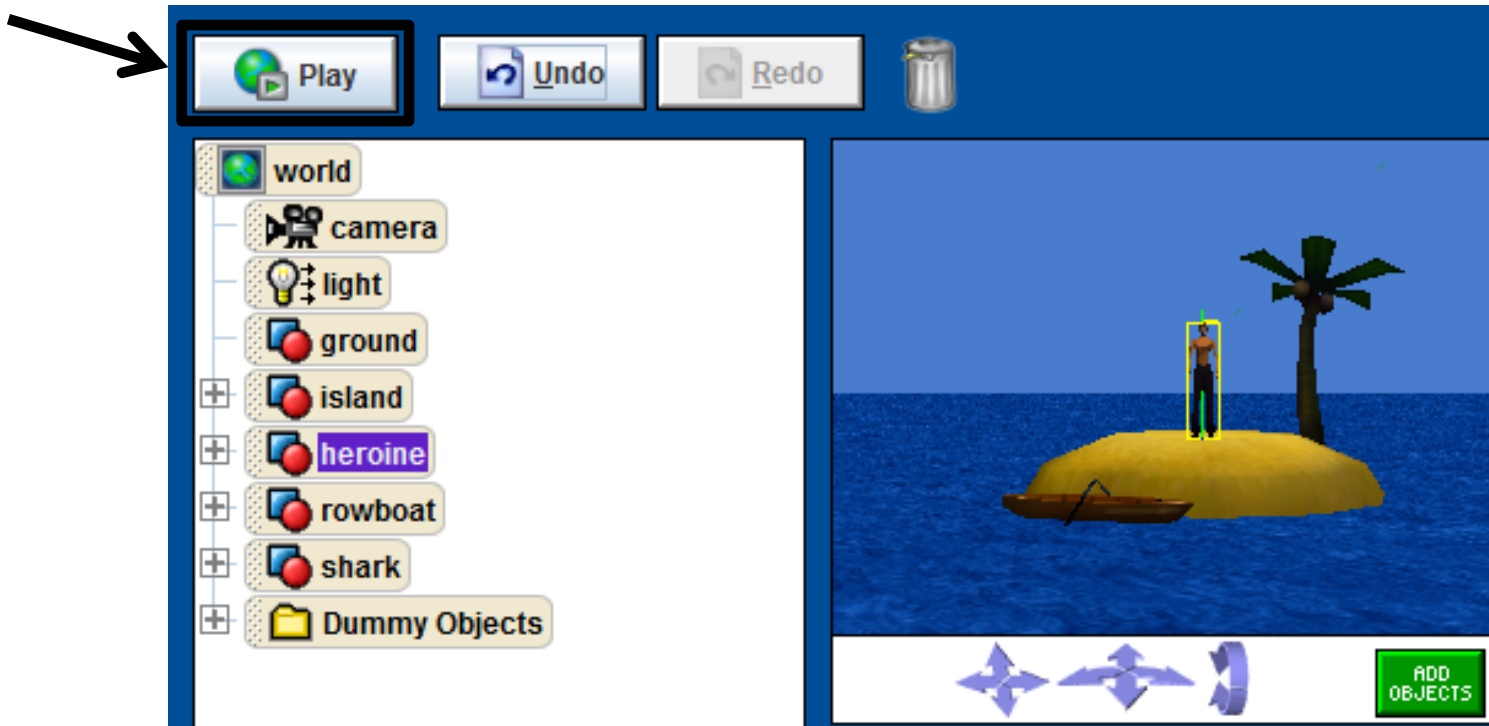 Play
Undo
Redo
world
camera
light
ground
island
heroine
rowboat
shark
Dummy Objects
ADD
OBJECTS